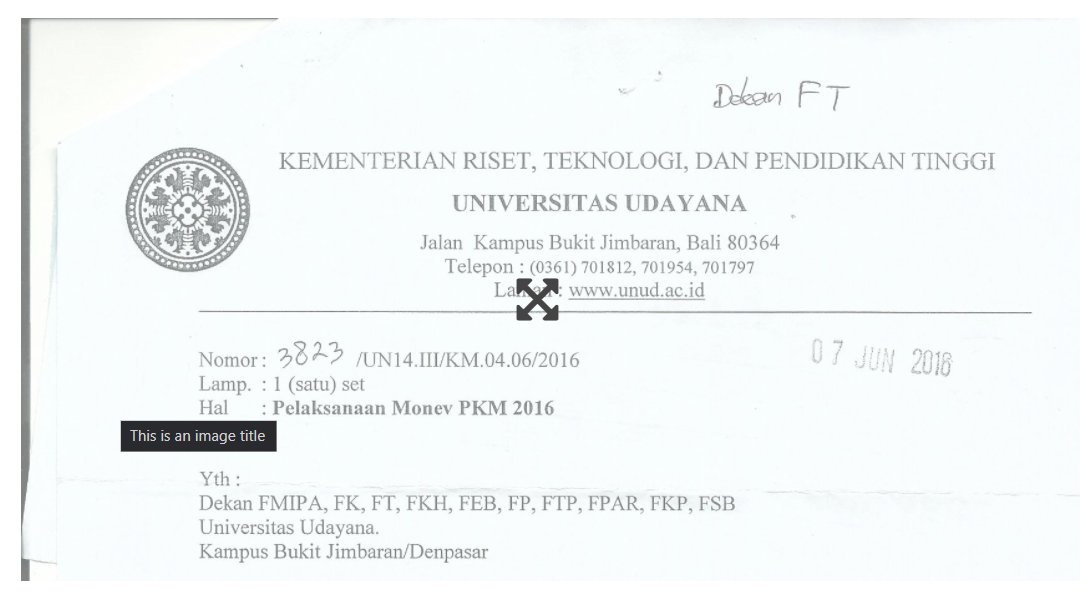 Dekan FT
KEMENTERIAN RISET, TEKNOLOGI, DAN PENDIDIKAN TINGGI
UNIVERSITAS UDAYANA
Jalan Kampus Bukit Jimbaran, Bali 80364
Telepon : (0361) 701812, 701954, 701797
Laman : www.unud.ac.id
Nomor : 3823 /UN14.III/KM.04.06/2016
07 JUN 2016
Lamp. : 1 (satu) set
Hal : Pelaksanaan Monev PKM 2016
This is an image title
Yth :
Dekan FMIPA, FK, FT, FKH, FEB, FP, FTP, FPAR, FKP, FSB
Universitas Udayana.
Kampus Bukit Jimbaran/Denpasar